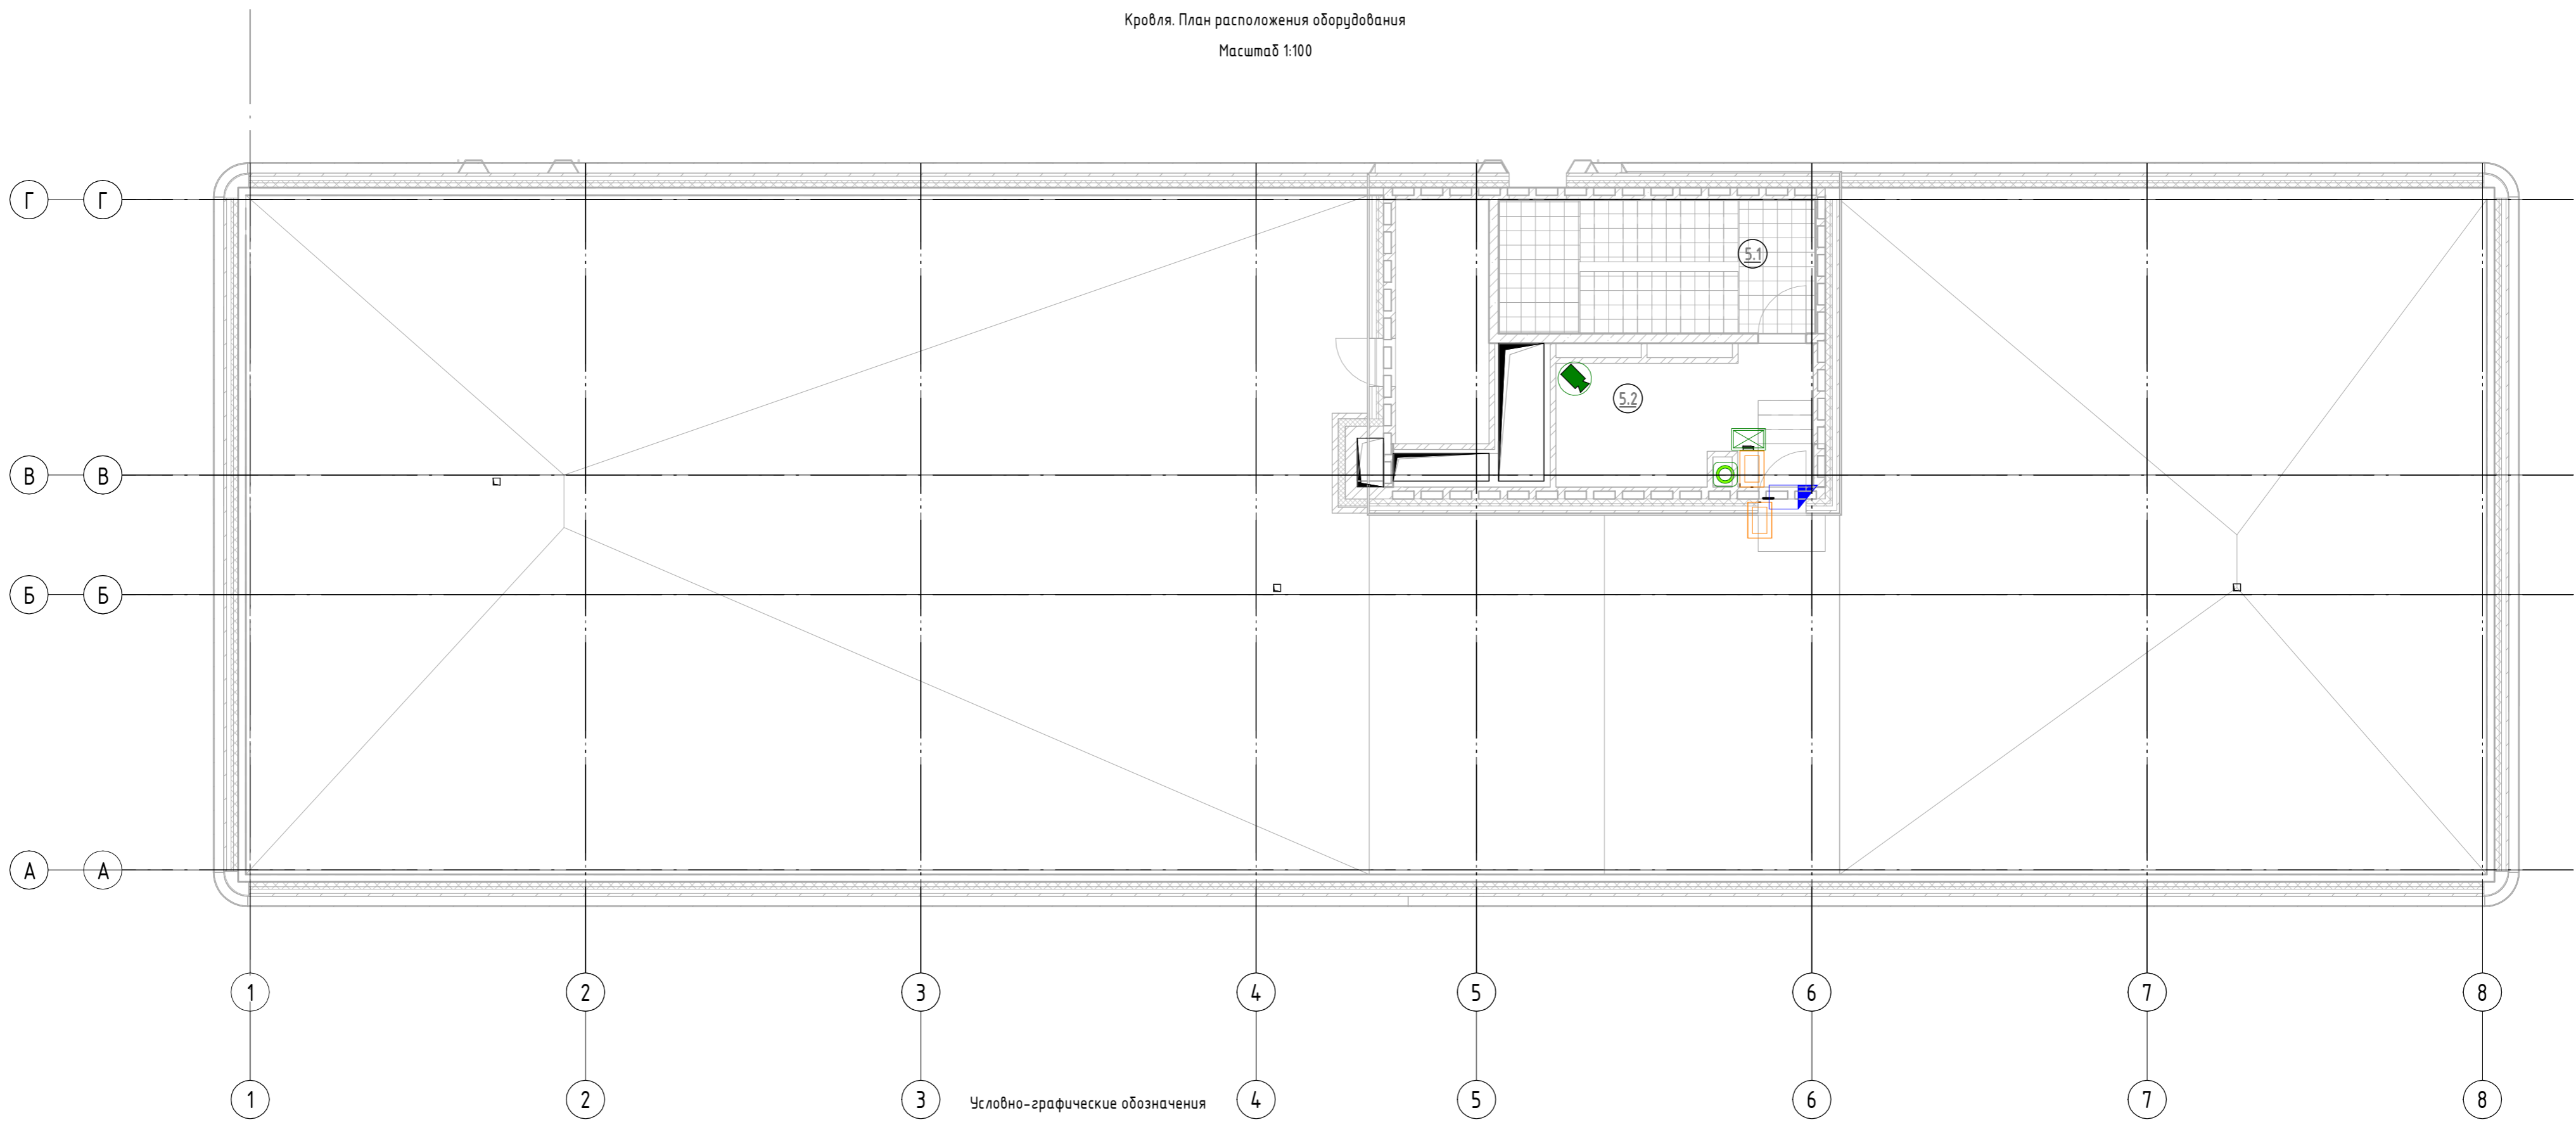 Кровля. План расположения оборудования
Масштаб 1:100
Г Г
5.1
5.2
В В
Б Б
А А
1 2 3 4 5 6 7 8
1 2 3 4 5 6 7 8
Условно-графические обозначения